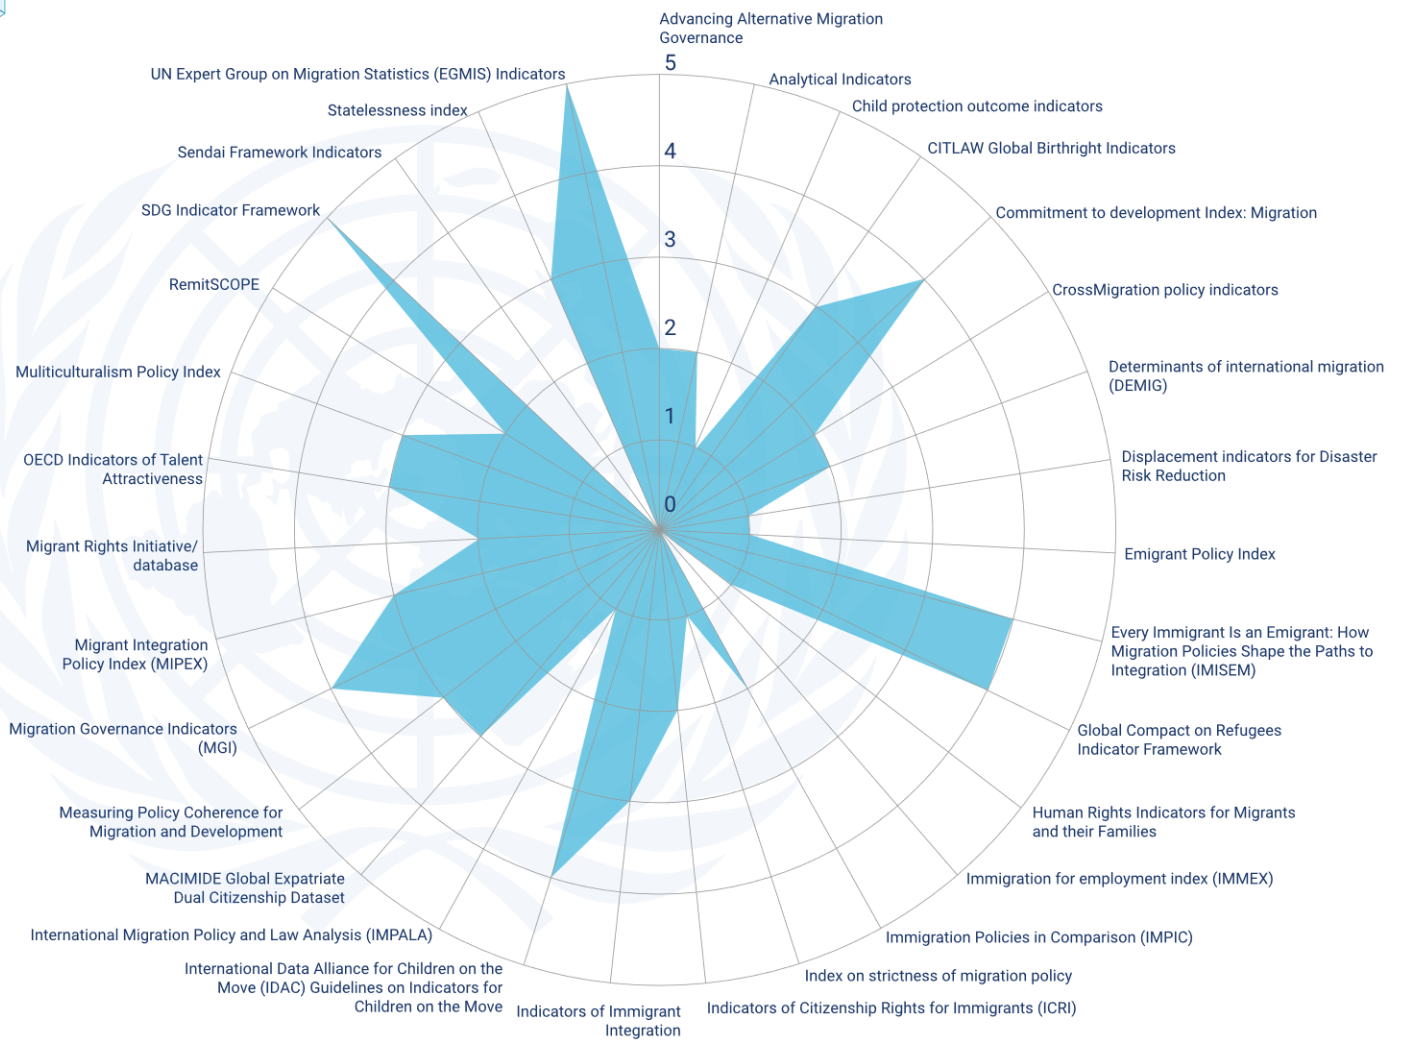 Advancing Alternative Migration
Governance
5
4
3
2
1
0
Analytical Indicators
Child protection outcome indicators
CITLAW Global Birthright Indicators
Commitment to development Index: Migration
CrossMigration policy indicators
Determinants of international migration
(DEMIG)
Displacement indicators for Disaster
Risk Reduction
Emigrant Policy Index
Every Immigrant Is an Emigrant: How
Migration Policies Shape the Paths to
Integration (IMISEM)
Global Compact on Refugees
Indicator Framework
Human Rights Indicators for Migrants
and their Families
Immigration for employment index (IMMEX)
Immigration Policies in Comparison (IMPIC)
Index on strictness of migration policy
Indicators of Citizenship Rights for Immigrants (ICRI)
Indicators of Immigrant
Integration
International Data Alliance for Children on the
Move (IDAC) Guidelines on Indicators for
Children on the Move
International Migration Policy and Law Analysis (IMPALA)
MACIMIDE Global Expatriate
Dual Citizenship Dataset
Measuring Policy Coherence for
Migration and Development
Migration Governance Indicators
(MGI)
Migrant Integration
Policy Index (MIPEX)
Migrant Rights Initiative/
database
OECD Indicators of Talent
Attractiveness
Muliticulturalism Policy Index
RemitSCOPE
SDG Indicator Framework
Sendai Framework Indicators
Statelessness index
UN Expert Group on Migration Statistics (EGMIS) Indicators